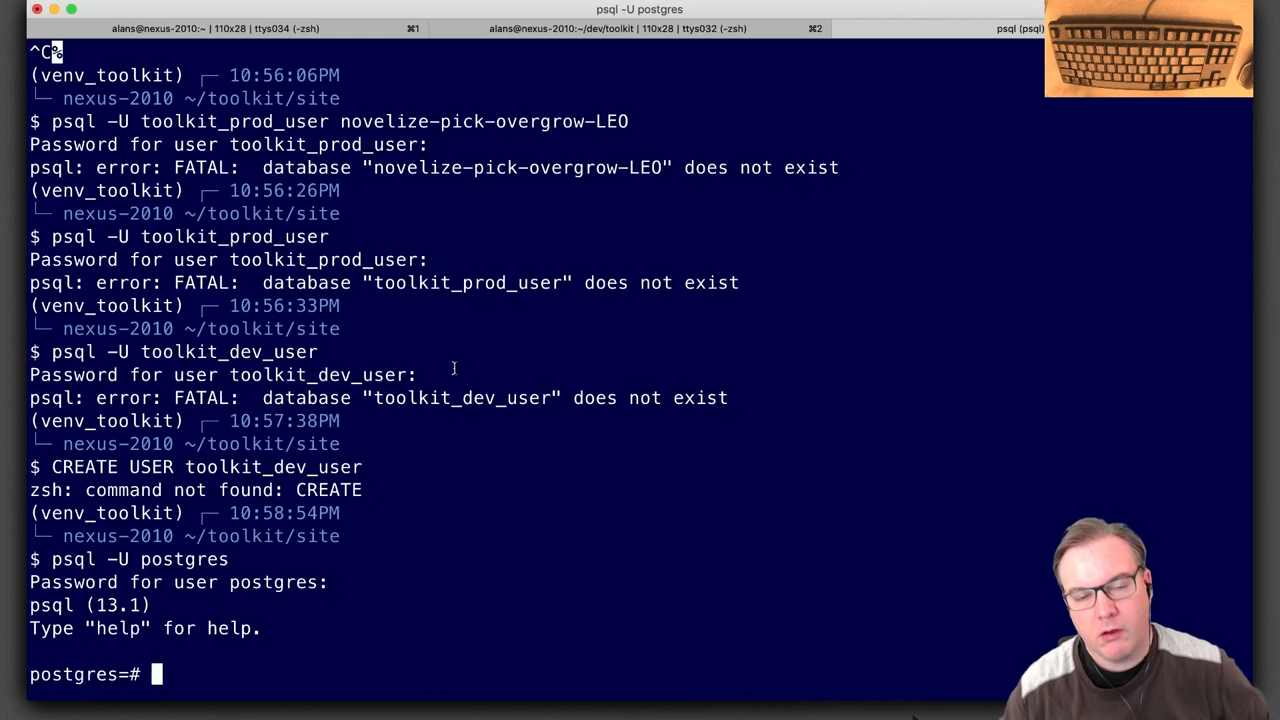 psql -U postgres
alans@nexus-2010:~ | 110x28 | ttys034 (-zsh) ⌘1 alans@nexus-2010:~/dev/toolkit | 110x28 | ttys032 (-zsh) ⌘2 psql (psql)
^C%
(venv_toolkit) ┌─ 10:56:06PM
└─ nexus-2010 ~/toolkit/site
$ psql -U toolkit_prod_user novelize-pick-overgrow-LEO
Password for user toolkit_prod_user:
psql: error: FATAL:  database "novelize-pick-overgrow-LEO" does not exist
(venv_toolkit) ┌─ 10:56:26PM
└─ nexus-2010 ~/toolkit/site
$ psql -U toolkit_prod_user
Password for user toolkit_prod_user:
psql: error: FATAL:  database "toolkit_prod_user" does not exist
(venv_toolkit) ┌─ 10:56:33PM
└─ nexus-2010 ~/toolkit/site
$ psql -U toolkit_dev_user
Password for user toolkit_dev_user:
psql: error: FATAL:  database "toolkit_dev_user" does not exist
(venv_toolkit) ┌─ 10:57:38PM
└─ nexus-2010 ~/toolkit/site
$ CREATE USER toolkit_dev_user
zsh: command not found: CREATE
(venv_toolkit) ┌─ 10:58:54PM
└─ nexus-2010 ~/toolkit/site
$ psql -U postgres
Password for user postgres:
psql (13.1)
Type "help" for help.
postgres=#